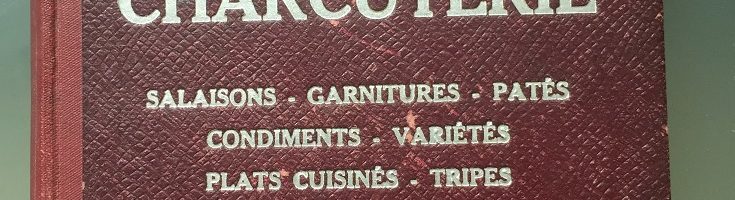 CHARCUTERIE
SALAISONS - GARNITURES - PATÉS
CONDIMENTS - VARIÉTÉS
PLATS CUISINÉS - TRIPES